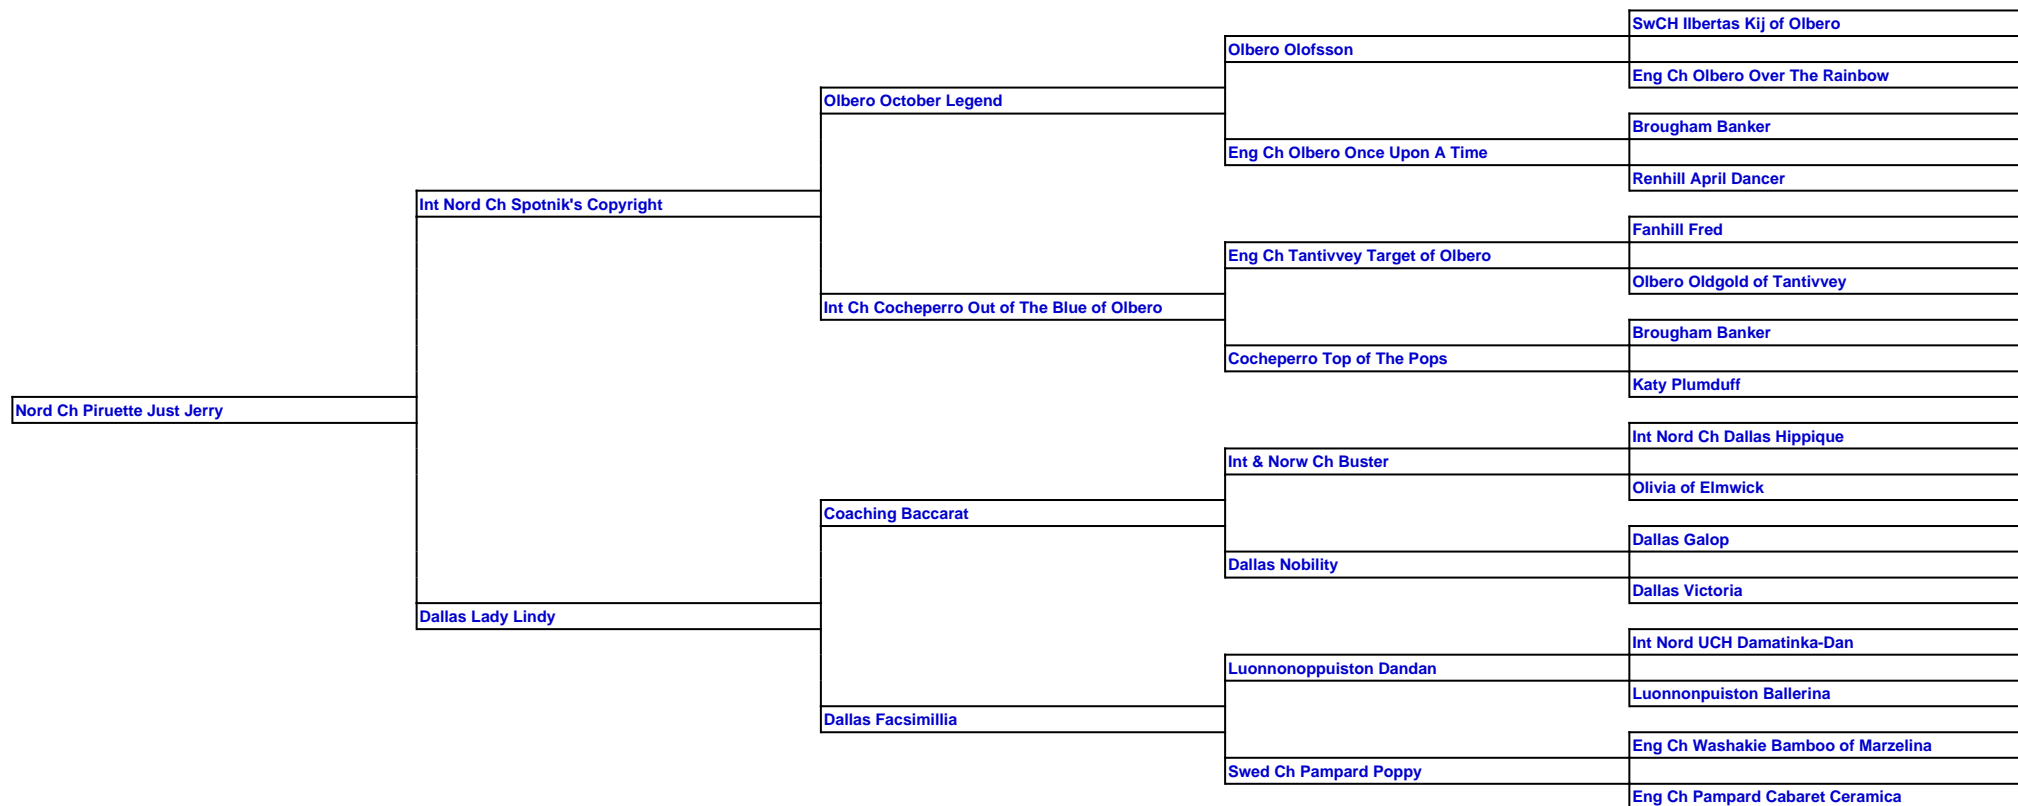 SwCH Ilbertas Kij of Olbero
Olbero Olofsson
Eng Ch Olbero Over The Rainbow
Olbero October Legend
Brougham Banker
Eng Ch Olbero Once Upon A Time
Renhill April Dancer
Int Nord Ch Spotnik's Copyright
Fanhill Fred
Eng Ch Tantivvey Target of Olbero
Olbero Oldgold of Tantivvey
Int Ch Cocheperro Out of The Blue of Olbero
Brougham Banker
Cocheperro Top of The Pops
Katy Plumduff
Nord Ch Piruette Just Jerry
Int Nord Ch Dallas Hippique
Int & Norw Ch Buster
Olivia of Elmwick
Coaching Baccarat
Dallas Galop
Dallas Nobility
Dallas Victoria
Dallas Lady Lindy
Int Nord UCH Damatinka-Dan
Luonnonoppuiston Dandan
Luonnonpuiston Ballerina
Dallas Facsimillia
Eng Ch Washakie Bamboo of Marzelina
Swed Ch Pampard Poppy
Eng Ch Pampard Cabaret Ceramica